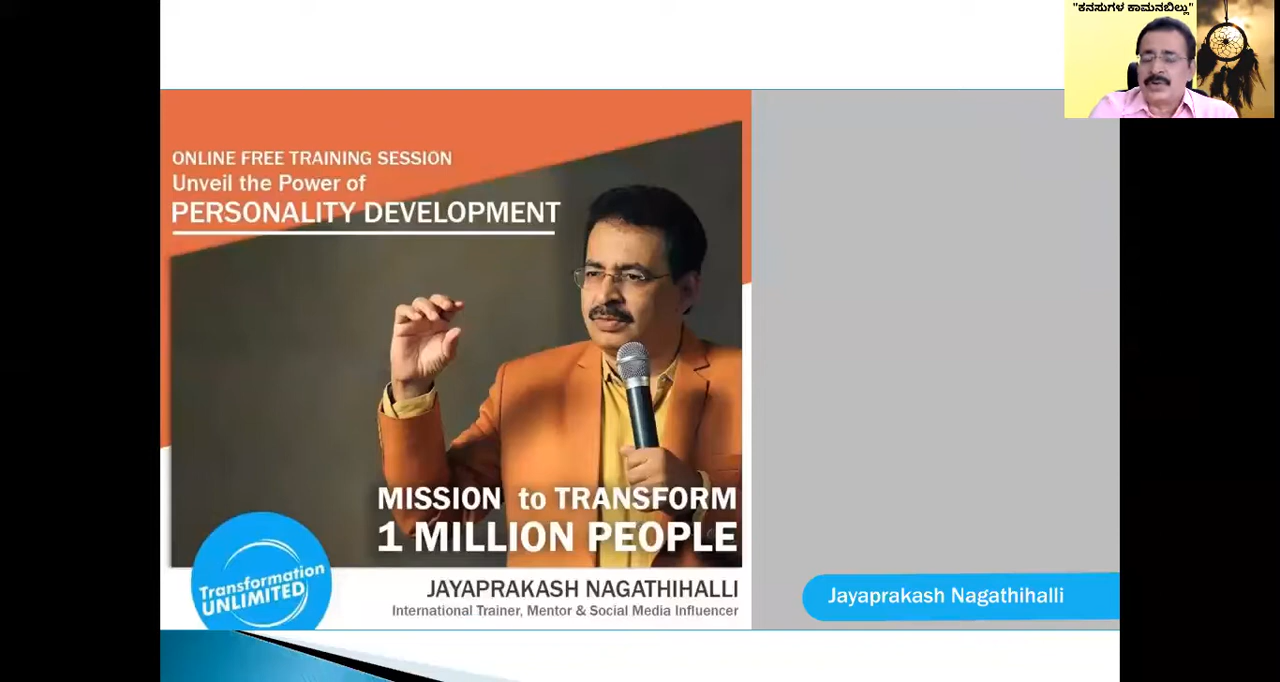 "ಕನಸುಗಳ ಕಾಮನಬಿಲ್ಲು"
ONLINE FREE TRAINING SESSION
Unveil the Power of
PERSONALITY DEVELOPMENT
MISSION to TRANSFORM
1 MILLION PEOPLE
Transformation
UNLIMITED
JAYAPRAKASH NAGATHIHALLI
International Trainer, Mentor & Social Media Influencer
Jayaprakash Nagathihalli